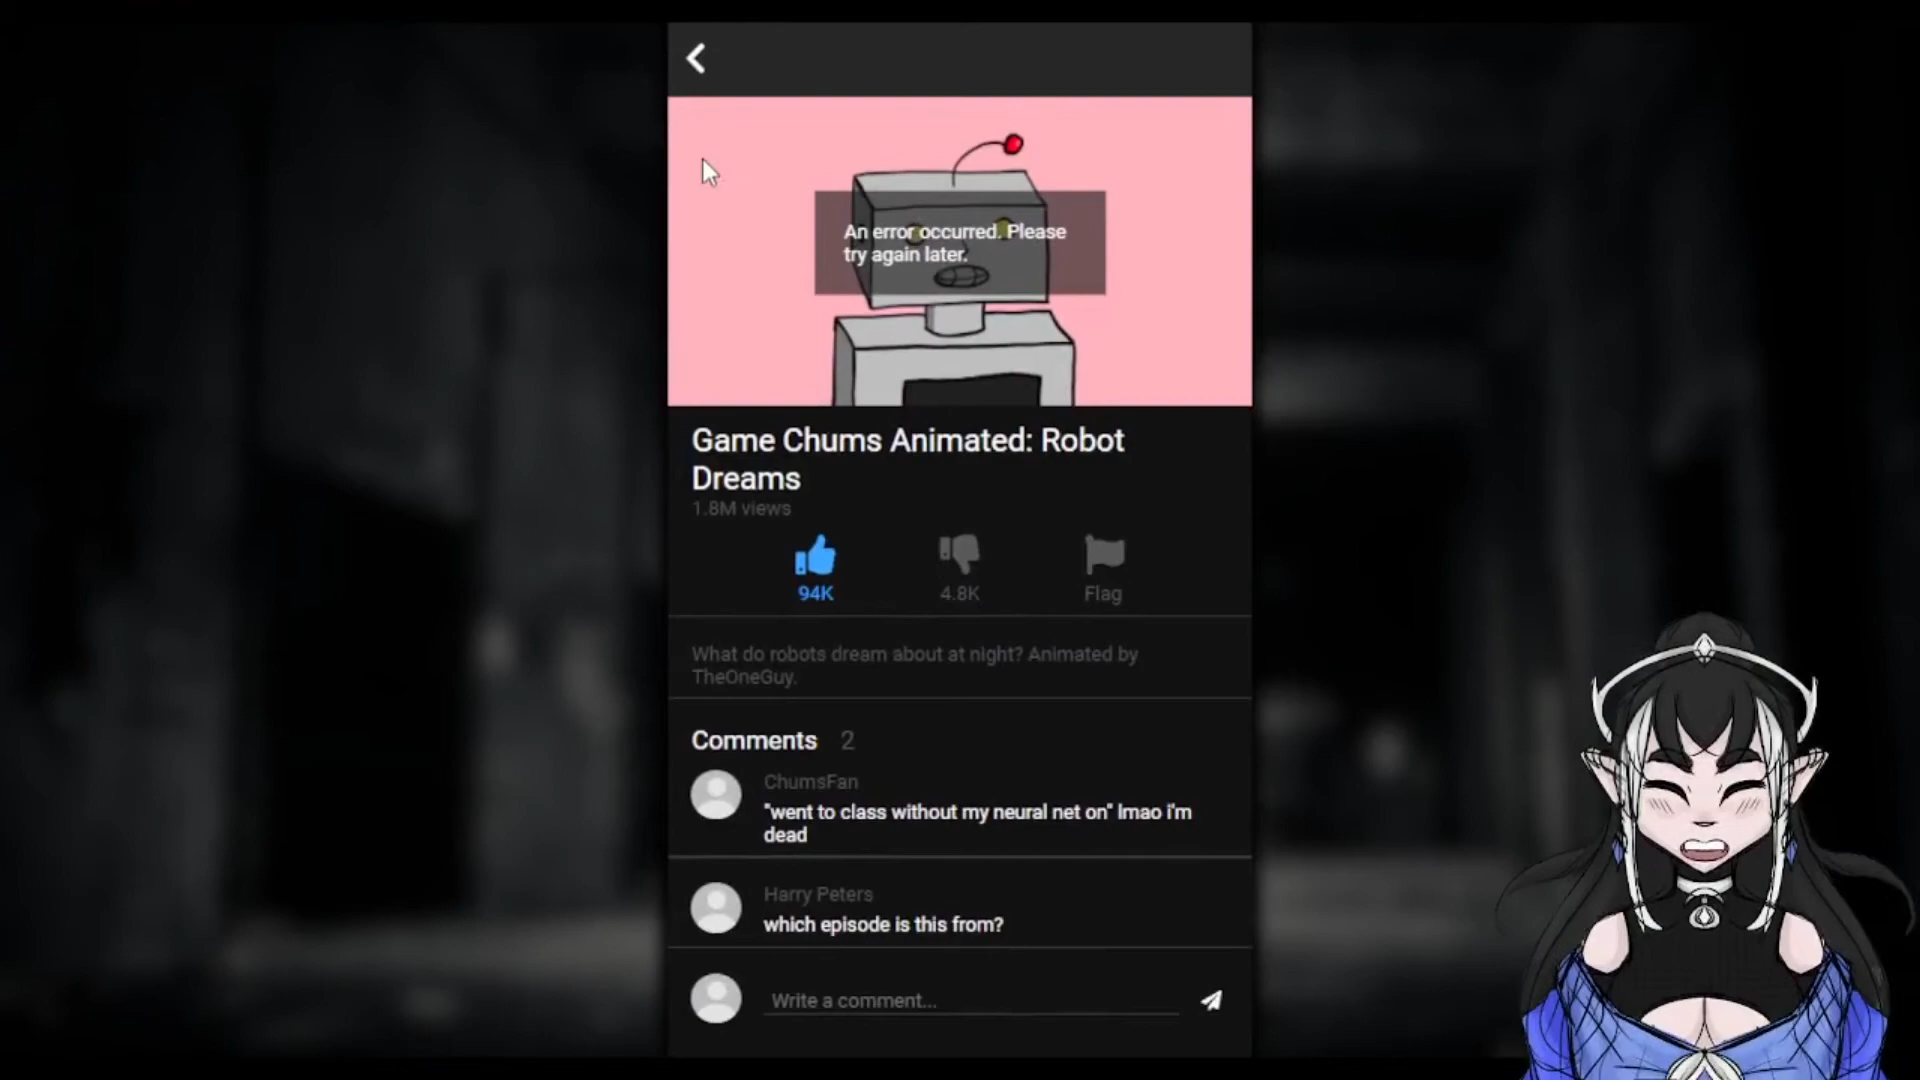 An error occurred. Please
try again later.
Game Chums Animated: Robot
Dreams
1.8M views
94K
4.8K
Flag
What do robots dream about at night? Animated by
TheOneGuy.
Comments 2
ChumsFan
"went to class without my neural net on" lmao i'm
dead
Harry Peters
which episode is this from?
Write a comment...